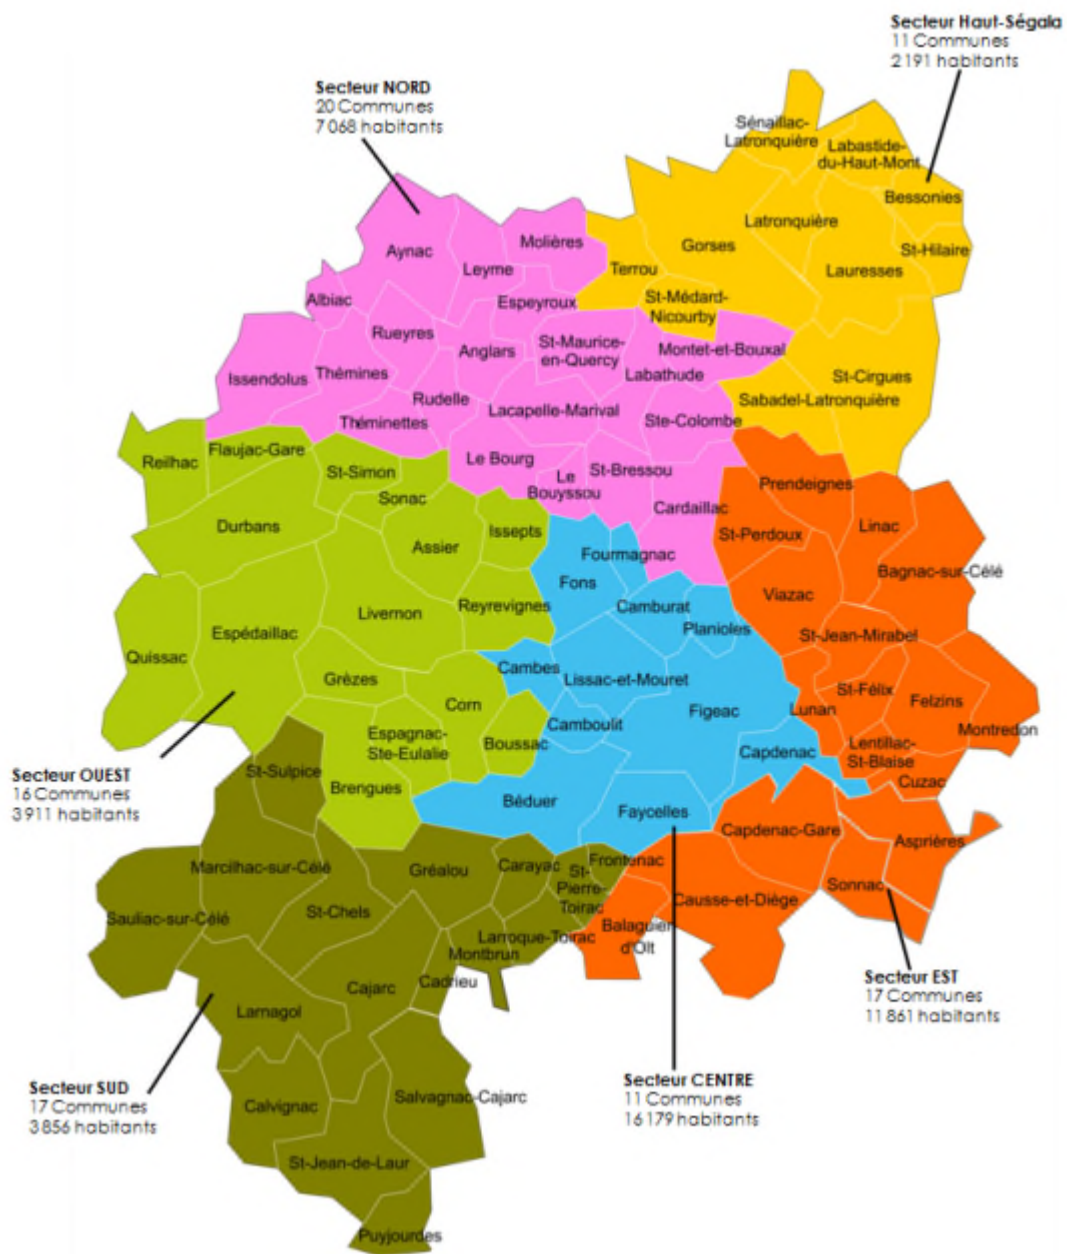 Secteur Haut-Ségala
11 Communes
2 191 habitants
Secteur NORD
20 Communes
7 068 habitants
Sénaillac-
Latronquière
Labastide-
du-Haut-Mont
Bessonies
Latronquière
Gorses
St-Hilaire
Lauresses
Terrou
St-Médard-
Nicourby
St-Cirgues
Sabadel-Latronquière
Molières
Aynac
Leyme
Albiac
Espeyroux
Rueyres
Anglars
St-Maurice-
en-Quercy
Montet-et-Bouxal
Labathude
Issendolus
Thémines
Rudelle
Lacapelle-Marival
Ste-Colombe
Théminettes
Le Bourg
Le
Bouyssou
St-Bressou
Cardaillac
Reilhac
Flaujac-Gare
St-Simon
Sonac
Durbans
Assier
Issepts
Livernon
Reyrevignes
Espédaillac
Quissac
Grèzes
Corn
Espagnac-
Ste-Eulalie
Boussac
Brengues
Fourmagnac
Fons
Camburat
Planioles
Cambes
Lissac-et-Mouret
Figeac
Camboulit
Capdenac
Béduer
Faycelles
Prendeignes
St-Perdoux
Linac
Bagnac-sur-Célé
Viazac
St-Jean-Mirabel
St-Félix
Felzins
Lunan
Montredon
Lentillac-
St-Blaise
Cuzac
Capdenac-Gare
Asprières
Sonnac
Causse-et-Diège
Balaguier
d'Olt
Secteur OUEST
16 Communes
3 911 habitants
St-Sulpice
Marcilhac-sur-Célé
Gréalou
Carayac
Frontenac
St-
Pierre-
Toirac
Sauliac-sur-Célé
St-Chels
Larroque-Toirac
Montbrun
Cadrieu
Cajarc
Larnagol
Calvignac
Salvagnac-Cajarc
St-Jean-de-Laur
Puyjourdes
Secteur EST
17 Communes
11 861 habitants
Secteur CENTRE
11 Communes
16 179 habitants
Secteur SUD
17 Communes
3 856 habitants